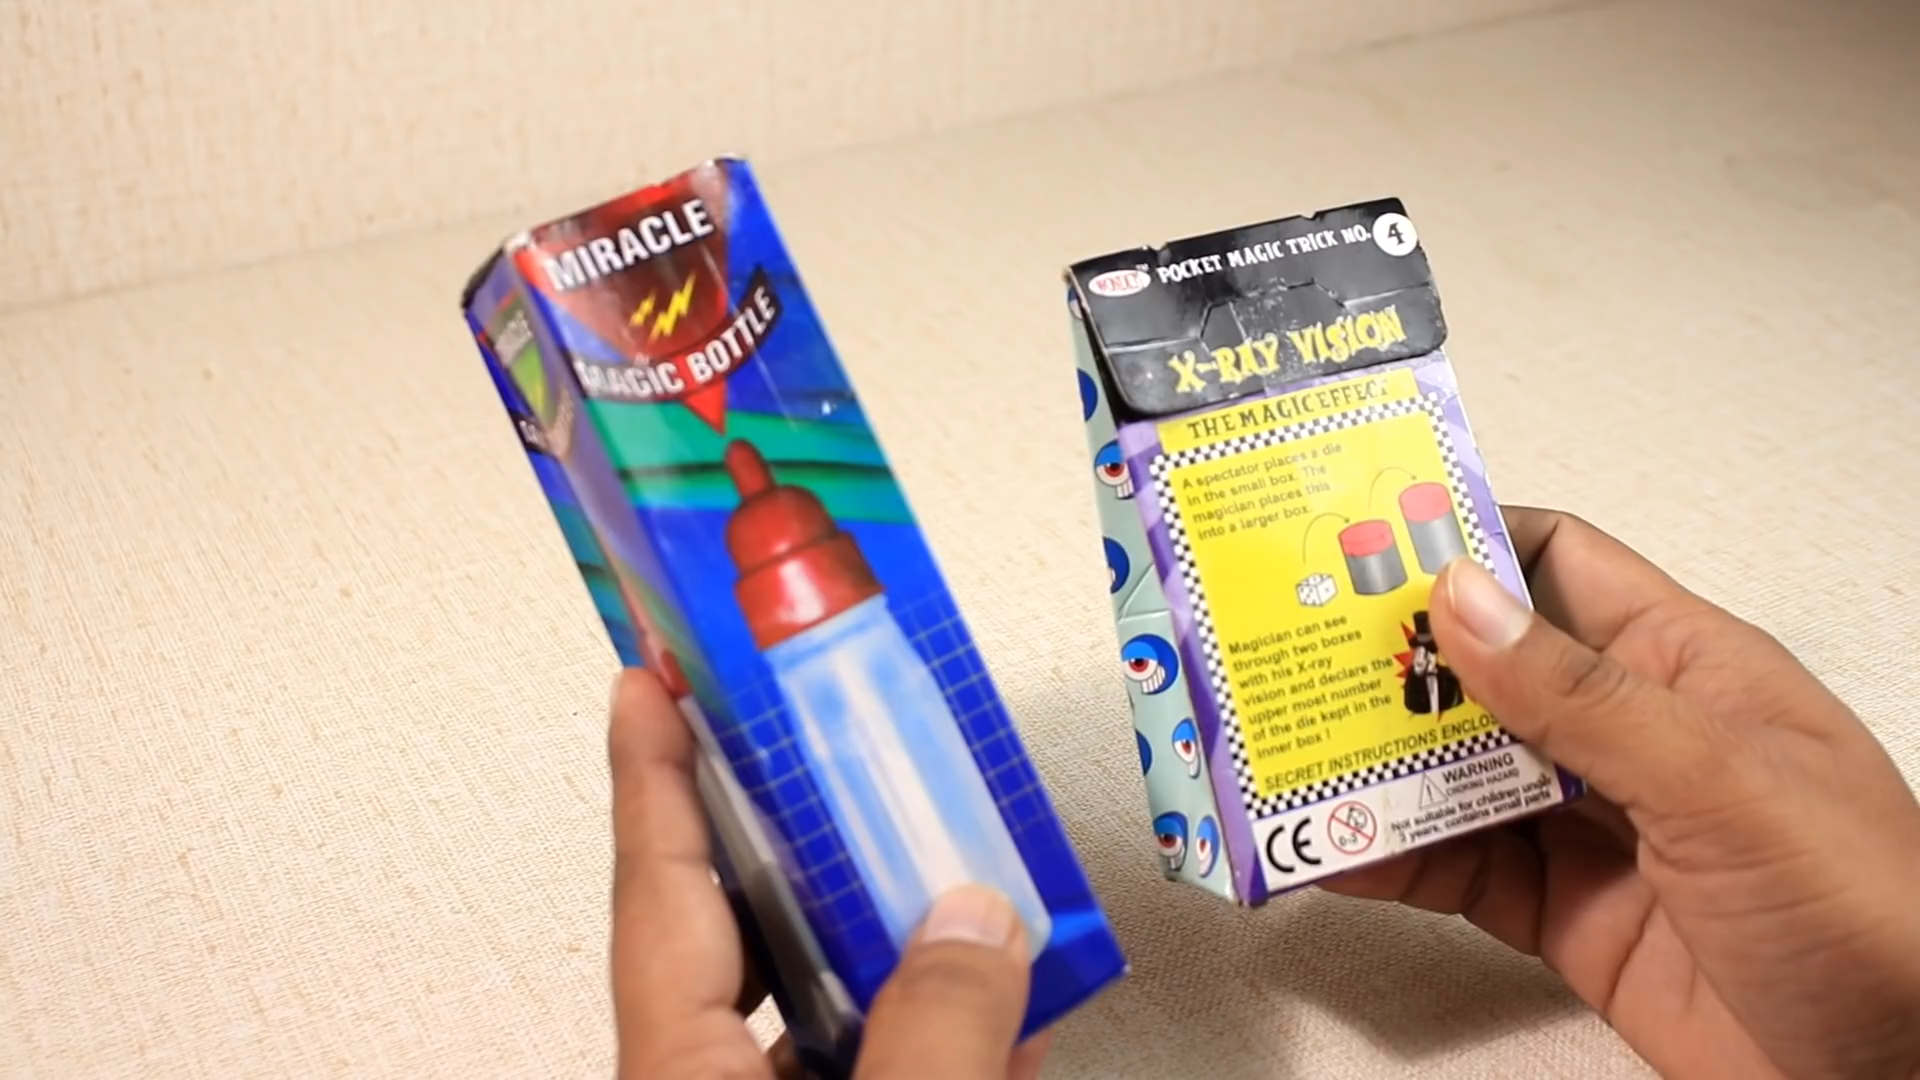 MIRACLE
MAGIC BOTTLE
POCKET MAGIC TRICK NO. 4
X-RAY VISION
THE MAGIC EFFECT
A spectator places a die
in the small box. The
magician places this
into a larger box.
Magician can see
through two boxes
with his X-ray
vision and declare the
upper most number
of the die kept in the
inner box !
SECRET INSTRUCTIONS ENCLOS
WARNING
CHOKING HAZARD
CE
0-3
Not suitable for children under
3 years, contains small parts